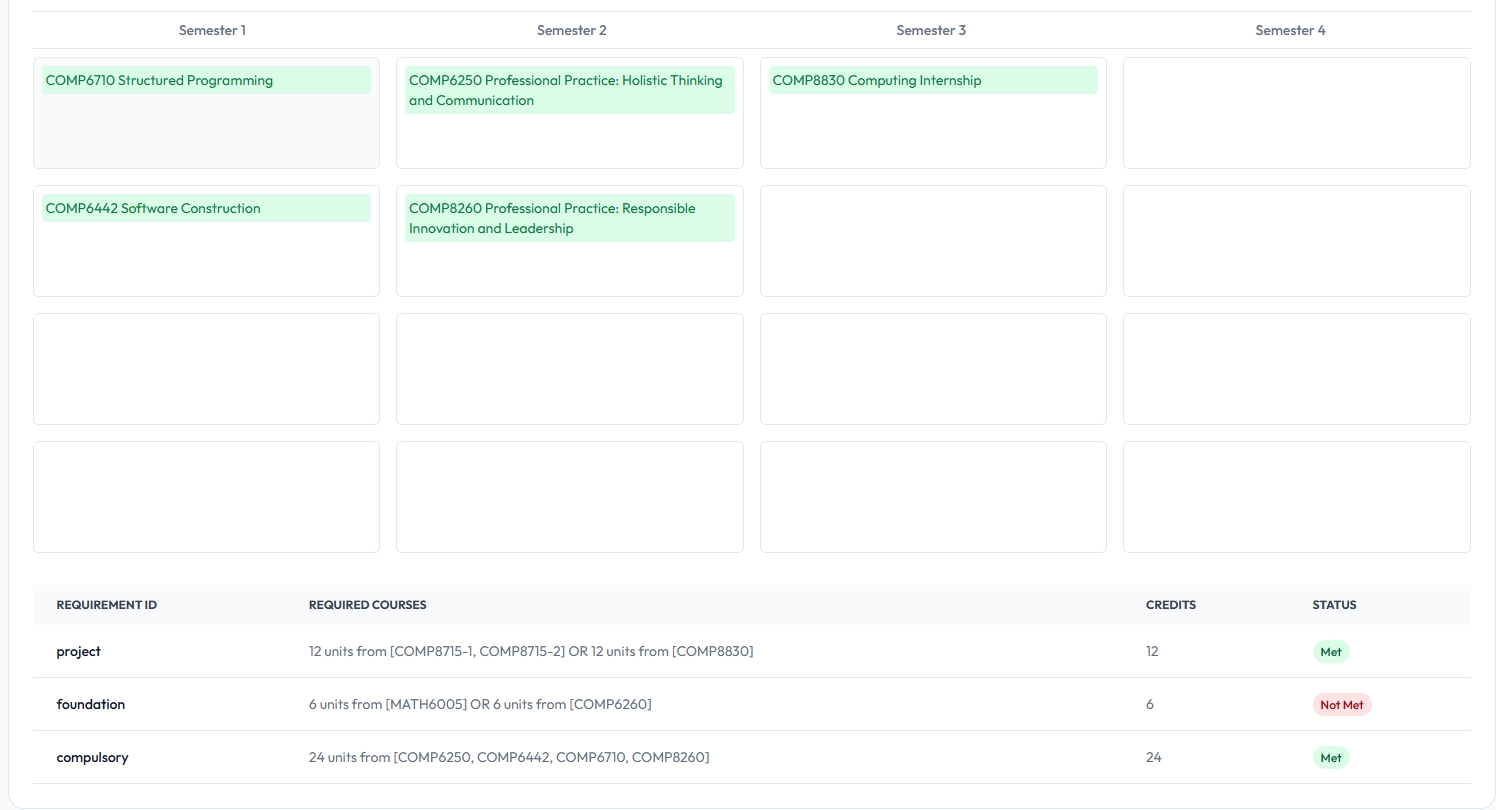 Semester 1
Semester 2
Semester 3
Semester 4
COMP6710 Structured Programming
COMP6250 Professional Practice: Holistic Thinking
and Communication
COMP8830 Computing Internship
COMP6442 Software Construction
COMP8260 Professional Practice: Responsible
Innovation and Leadership
REQUIREMENT ID REQUIRED COURSES CREDITS STATUS
project 12 units from [COMP8715-1, COMP8715-2] OR 12 units from [COMP8830] 12 Met
foundation 6 units from [MATH6005] OR 6 units from [COMP6260] 6 Not Met
compulsory 24 units from [COMP6250, COMP6442, COMP6710, COMP8260] 24 Met